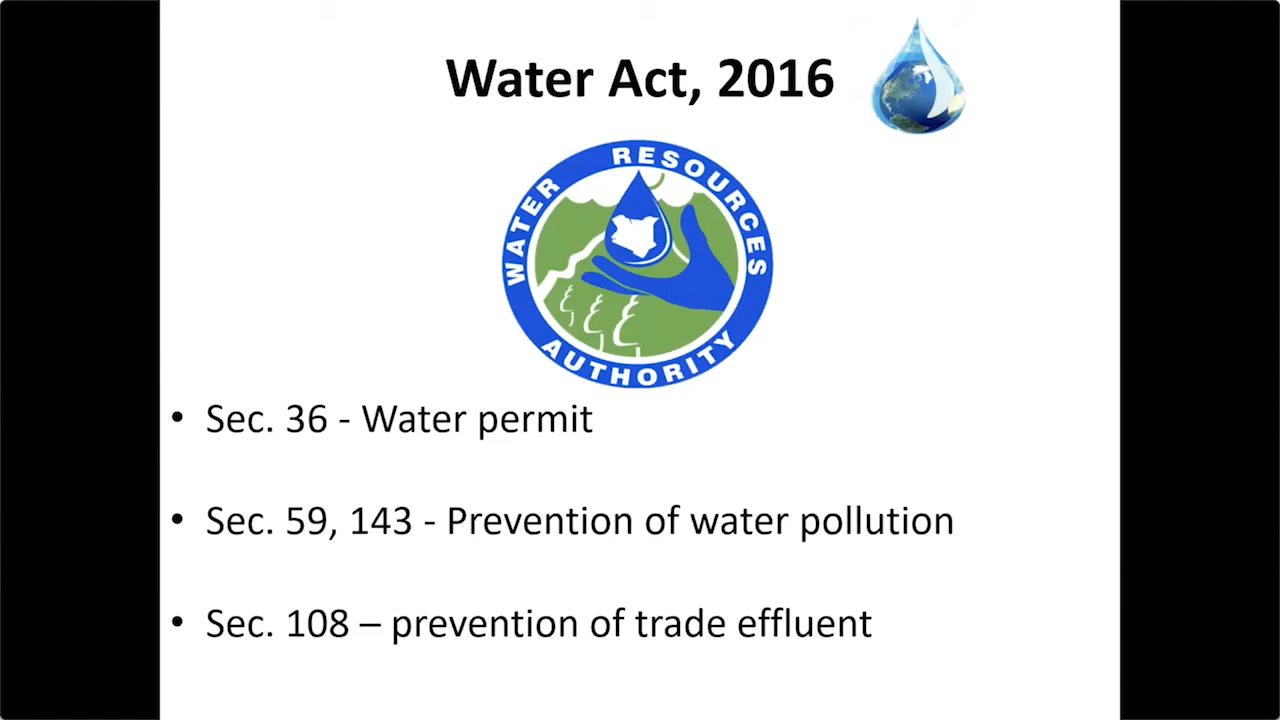 Water Act, 2016
WATER RESOURCES
AUTHORITY
• Sec. 36 - Water permit
• Sec. 59, 143 - Prevention of water pollution
• Sec. 108 – prevention of trade effluent